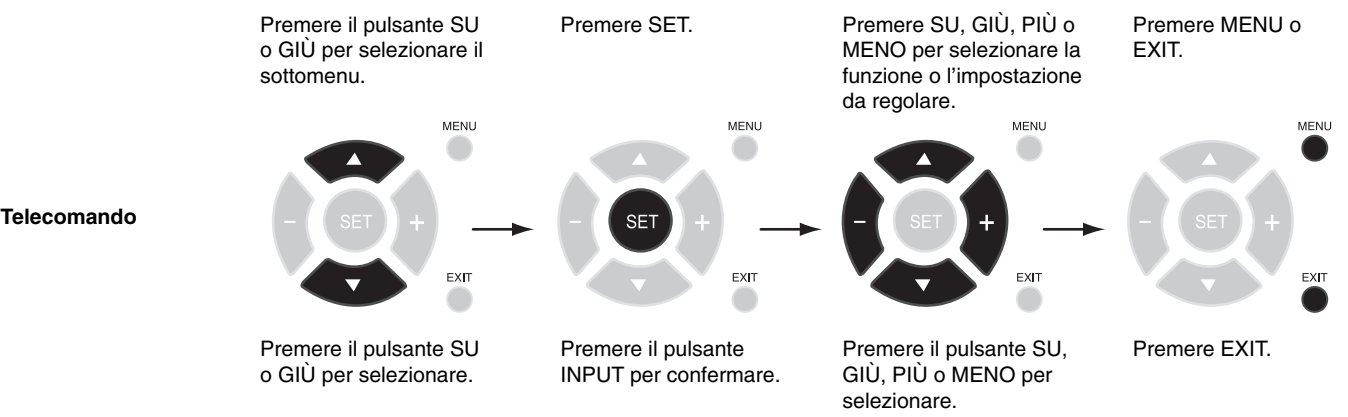 Premere il pulsante SU
o GIÙ per selezionare il
sottomenu.
Premere SET.
Premere SU, GIÙ, PIÙ o
MENO per selezionare la
funzione o l'impostazione
da regolare.
Premere MENU o
EXIT.
Telecomando
MENU
-
SET
+
EXIT
MENU
-
SET
+
EXIT
MENU
-
SET
+
EXIT
MENU
-
SET
+
EXIT
Premere il pulsante SU
o GIÙ per selezionare.
Premere il pulsante
INPUT per confermare.
Premere il pulsante SU,
GIÙ, PIÙ o MENO per
selezionare.
Premere EXIT.